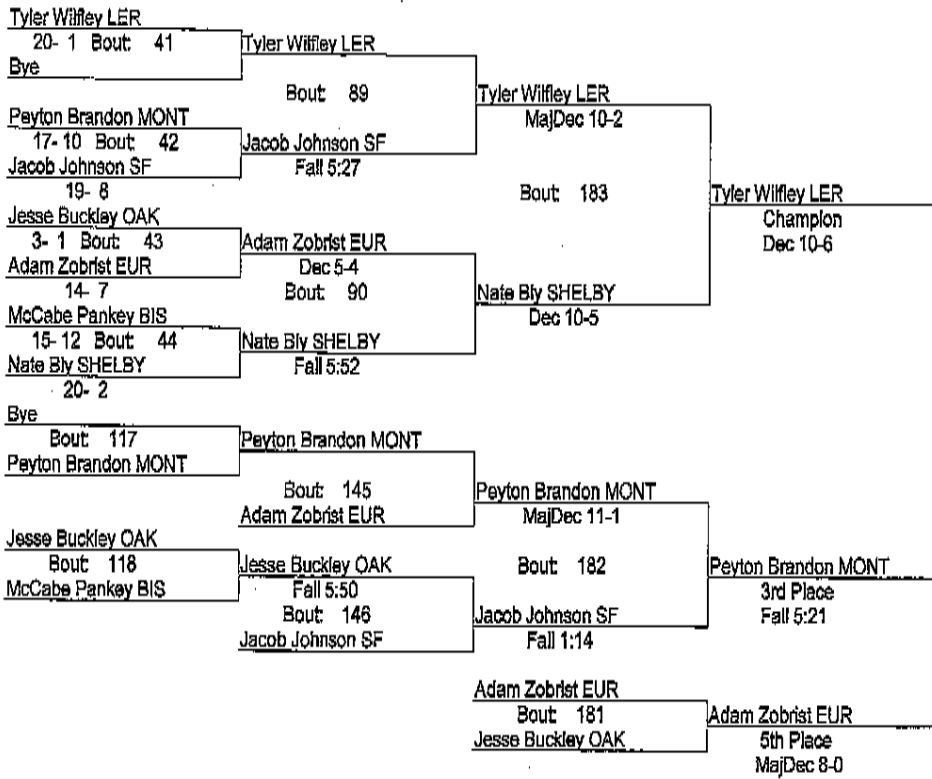 Tyler Wilfley LER
20- 1 Bout: 41
Bye
Tyler Wilfley LER
Bout: 89
Peyton Brandon MONT
17- 10 Bout: 42
Jacob Johnson SF
19- 8
Jacob Johnson SF
Fall 5:27
Tyler Wilfley LER
MajDec 10-2
Bout: 183
Jesse Buckley OAK
3- 1 Bout: 43
Adam Zobrist EUR
14- 7
Adam Zobrist EUR
Dec 5-4
Bout: 90
McCabe Pankey BIS
15- 12 Bout: 44
Nate Bly SHELBY
20- 2
Nate Bly SHELBY
Fall 5:52
Nate Bly SHELBY
Dec 10-5
Tyler Wilfley LER
Champion
Dec 10-6
Bye
Bout: 117
Peyton Brandon MONT
Peyton Brandon MONT
Bout: 145
Adam Zobrist EUR
Peyton Brandon MONT
MajDec 11-1
Bout: 182
Jesse Buckley OAK
Bout: 118
McCabe Pankey BIS
Jesse Buckley OAK
Fall 5:50
Bout: 146
Jacob Johnson SF
Jacob Johnson SF
Fall 1:14
Peyton Brandon MONT
3rd Place
Fall 5:21
Adam Zobrist EUR
Bout: 181
Jesse Buckley OAK
Adam Zobrist EUR
5th Place
MajDec 8-0